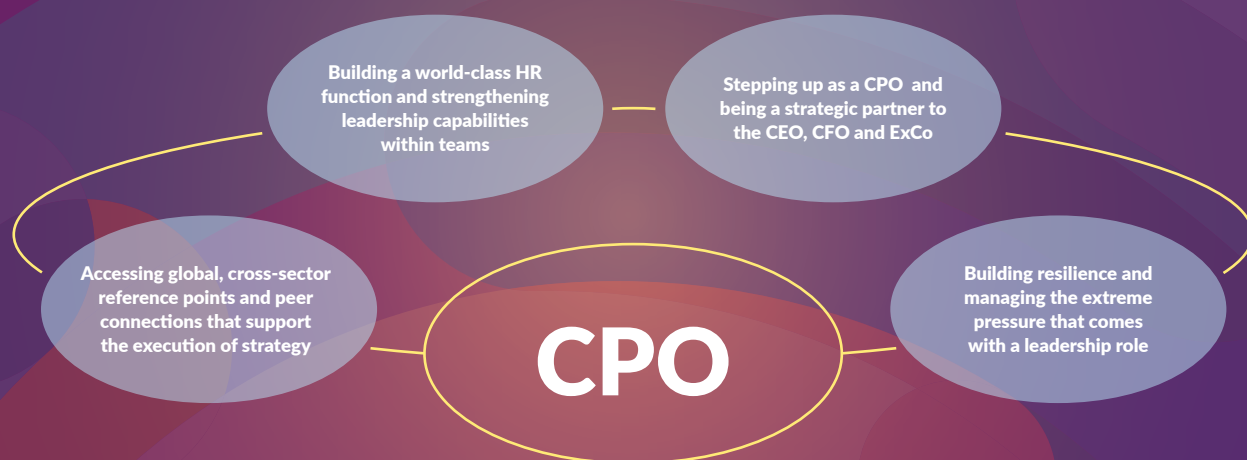 Building a world-class HR
function and strengthening
leadership capabilities
within teams
Stepping up as a CPO and
being a strategic partner to
the CEO, CFO and ExCo
Accessing global, cross-sector
reference points and peer
connections that support
the execution of strategy
CPO
Building resilience and
managing the extreme
pressure that comes
with a leadership role